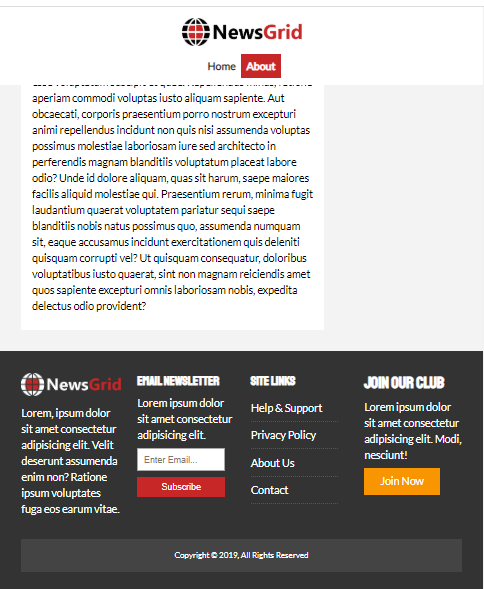 NewsGrid
Home About
aperiam commodi voluptas iusto aliquam sapiente. Aut
obcaecati, corporis praesentium porro nostrum excepturi
animi repellendus incidunt non quis nisi assumenda voluptas
possimus molestiae laboriosam iure sed architecto in
perferendis magnam blanditiis voluptatum placeat labore
odio? Unde id dolore aliquam, quas sit harum, saepe maiores
facilis aliquid molestiae qui. Praesentium rerum, minima fugit
laudantium quaerat voluptatem pariatur sequi saepe
blanditiis nobis natus possimus quo, assumenda numquam
sit, eaque accusamus incidunt exercitationem quis deleniti
quisquam corrupti vel? Ut quisquam consequatur, doloribus
voluptatibus iusto quaerat, sint non magnam reiciendis amet
quos sapiente excepturi omnis laboriosam nobis, expedita
delectus odio provident?
NewsGrid
Lorem, ipsum dolor
sit amet consectetur
adipisicing elit. Velit
deserunt assumenda
enim non? Ratione
ipsum voluptates
fuga eos earum vitae.
EMAIL NEWSLETTER
Lorem ipsum dolor
sit amet consectetur
adipisicing elit.
Enter Email...
Subscribe
SITE LINKS
Help & Support
Privacy Policy
About Us
Contact
JOIN OUR CLUB
Lorem ipsum dolor
sit amet consectetur
adipisicing elit. Modi,
nesciunt!
Join Now
Copyright © 2019, All Rights Reserved